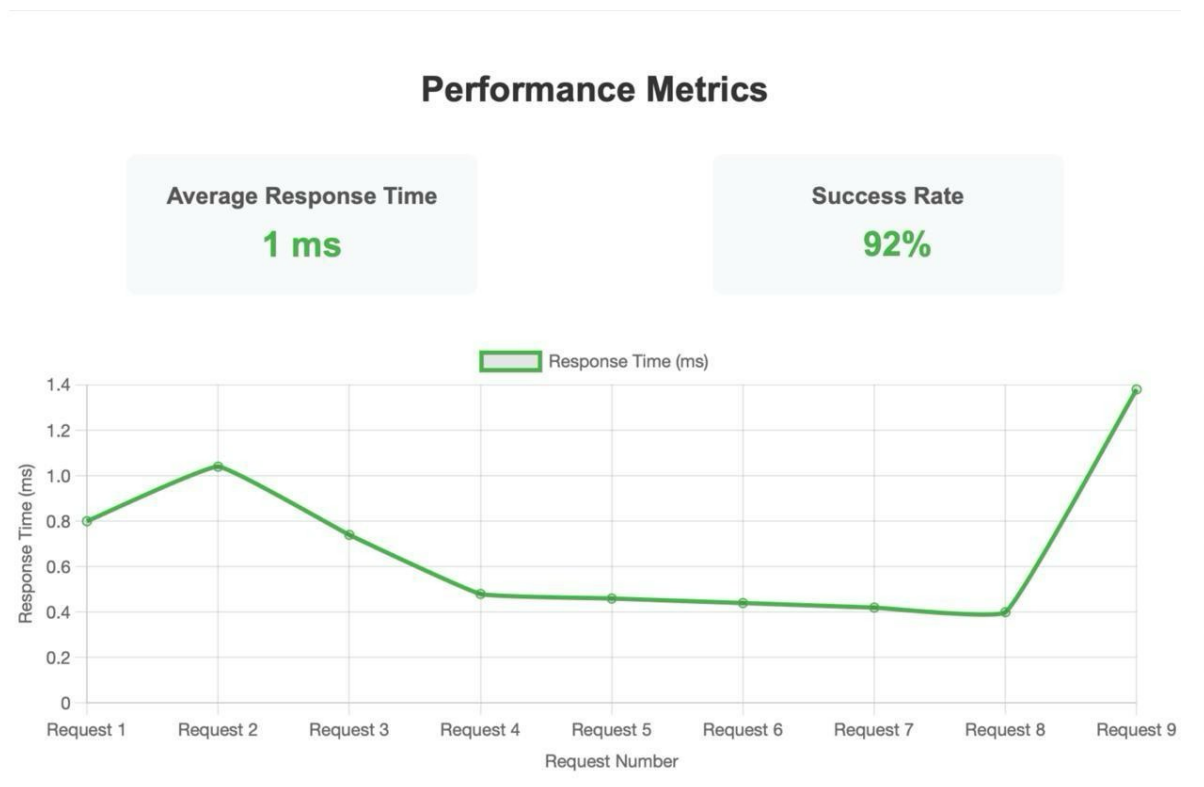 Performance Metrics
Average Response Time
1 ms
Success Rate
92%
Response Time (ms)
1.4
1.2
1.0
0.8
0.6
0.4
0.2
0
Response Time (ms)
Request 1 Request 2 Request 3 Request 4 Request 5 Request 6 Request 7 Request 8 Request 9
Request Number